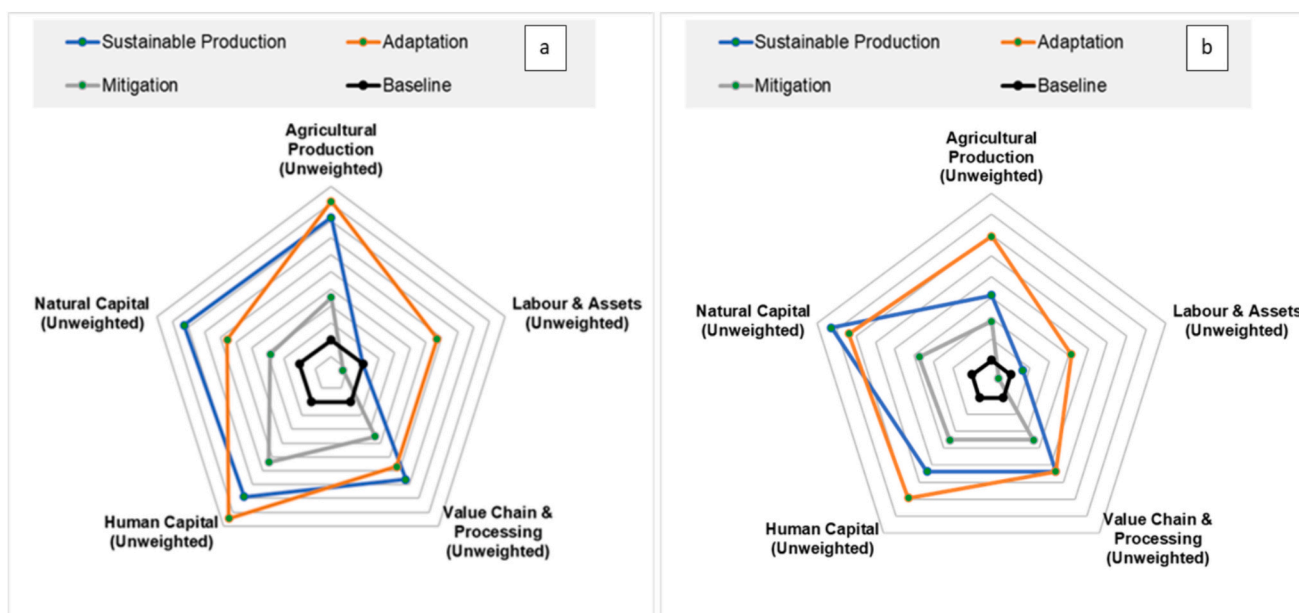 Sustainable Production
Adaptation
a
Mitigation
Baseline
Agricultural
Production
(Unweighted)
Natural Capital
(Unweighted)
Labour & Assets
(Unweighted)
Human Capital
(Unweighted)
Value Chain &
Processing
(Unweighted)
Sustainable Production
Adaptation
b
Mitigation
Baseline
Agricultural
Production
(Unweighted)
Natural Capital
(Unweighted)
Labour & Assets
(Unweighted)
Human Capital
(Unweighted)
Value Chain &
Processing
(Unweighted)